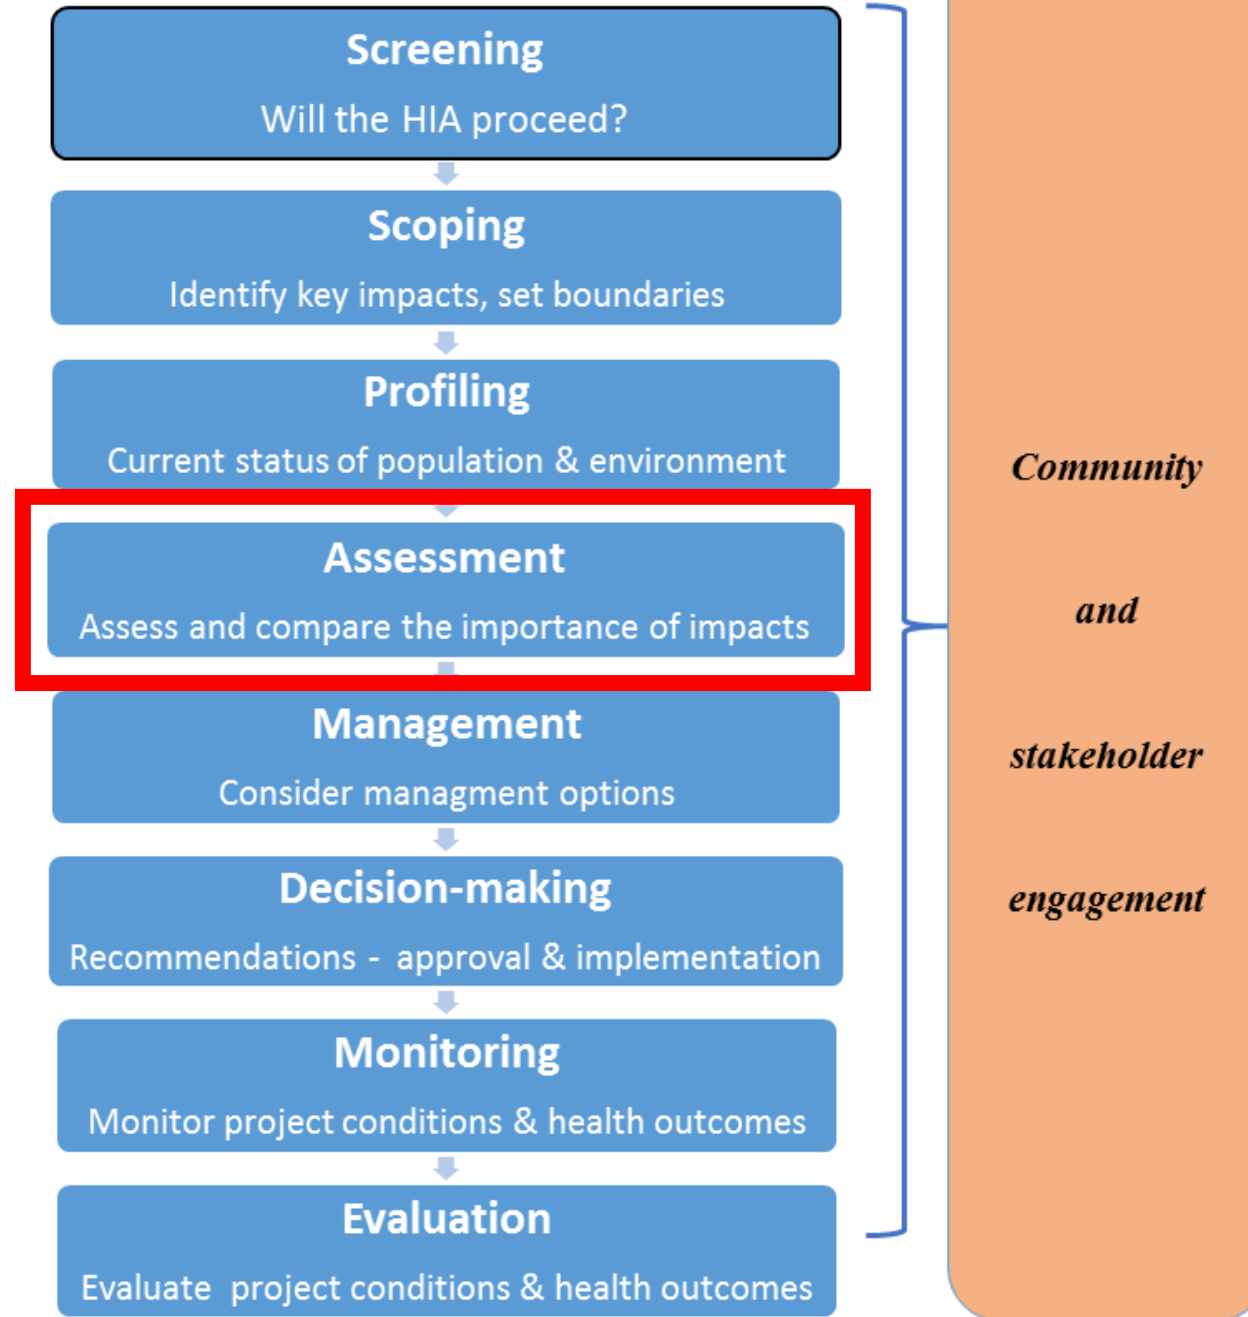 Screening
Will the HIA proceed?
Scoping
Identify key impacts, set boundaries
Profiling
Current status of population & environment
Assessment
Assess and compare the importance of impacts
Management
Consider managment options
Decision-making
Recommendations - approval & implementation
Monitoring
Monitor project conditions & health outcomes
Evaluation
Evaluate project conditions & health outcomes
Community
and
stakeholder
engagement